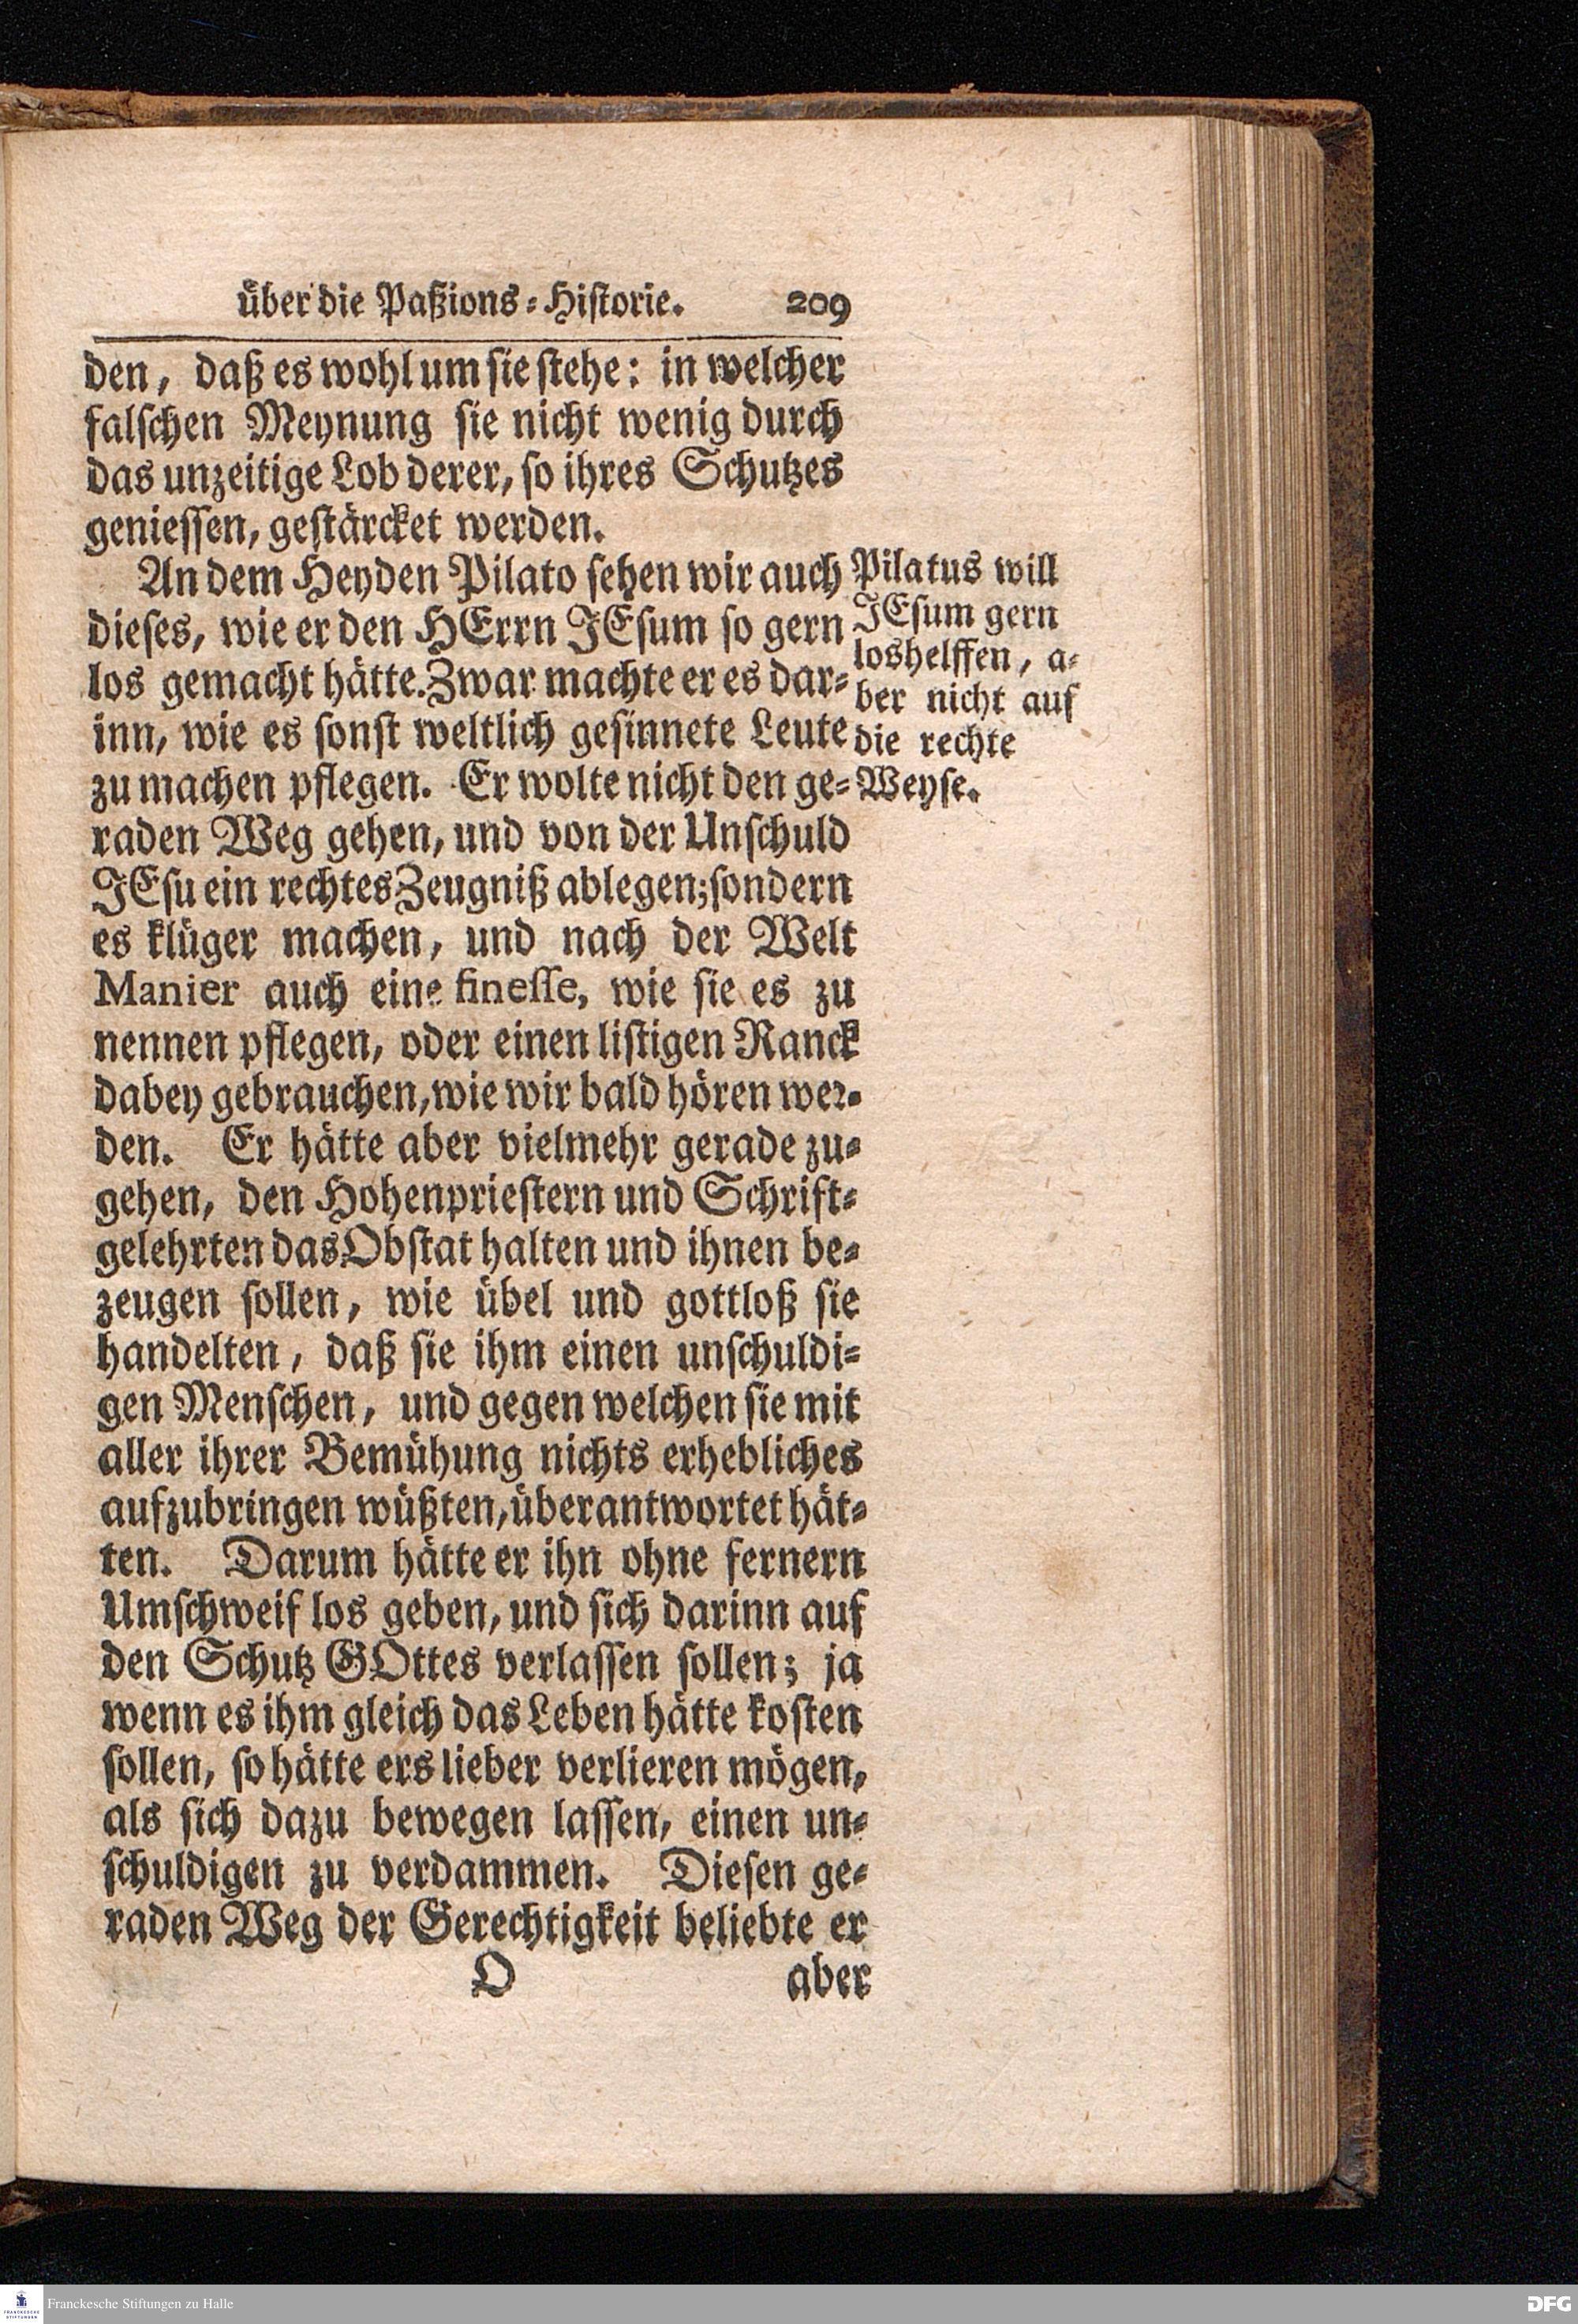 über die Paßions-Historie. 209
den, daß es wohl um sie stehe: in welcher
falschen Meynung sie nicht wenig durch
das unzeitige Lob derer, so ihres Schutzes
geniessen, gestärcket werden.
An dem Heyden Pilato sehen wir auch
dieses, wie er den HErrn JEsum so gern
los gemacht hätte. Zwar machte er es dar-
inn, wie es sonst weltlich gesinnete Leute
zu machen pflegen. Er wolte nicht den ge-
raden Weg gehen, und von der Unschuld
JEsu ein rechtes Zeugniß ablegen; sondern
es klüger machen, und nach der Welt
Manier auch eine finesse, wie sie es zu
nennen pflegen, oder einen listigen Ranck
dabey gebrauchen, wie wir bald hören wer-
den. Er hätte aber vielmehr gerade zu-
gehen, den Hohenpriestern und Schrift-
gelehrten das Obstat halten und ihnen be-
zeugen sollen, wie übel und gottloß sie
handelten, daß sie ihm einen unschuldi-
gen Menschen, und gegen welchen sie mit
aller ihrer Bemühung nichts erhebliches
aufzubringen wüßten, überantwortet hät-
ten. Darum hätte er ihn ohne fernern
Umschweif los geben, und sich darinn auf
den Schutz GOttes verlassen sollen; ja
wenn es ihm gleich das Leben hätte kosten
sollen, so hätte ers lieber verlieren mögen,
als sich dazu bewegen lassen, einen un-
schuldigen zu verdammen. Diesen ge-
raden Weg der Gerechtigkeit beliebte er
O aber
Pilatus will
JEsum gern
loshelffen, a-
ber nicht auf
die rechte
Weyse.
FRANCKESCHE STIFTUNGEN
Franckesche Stiftungen zu Halle
DFG